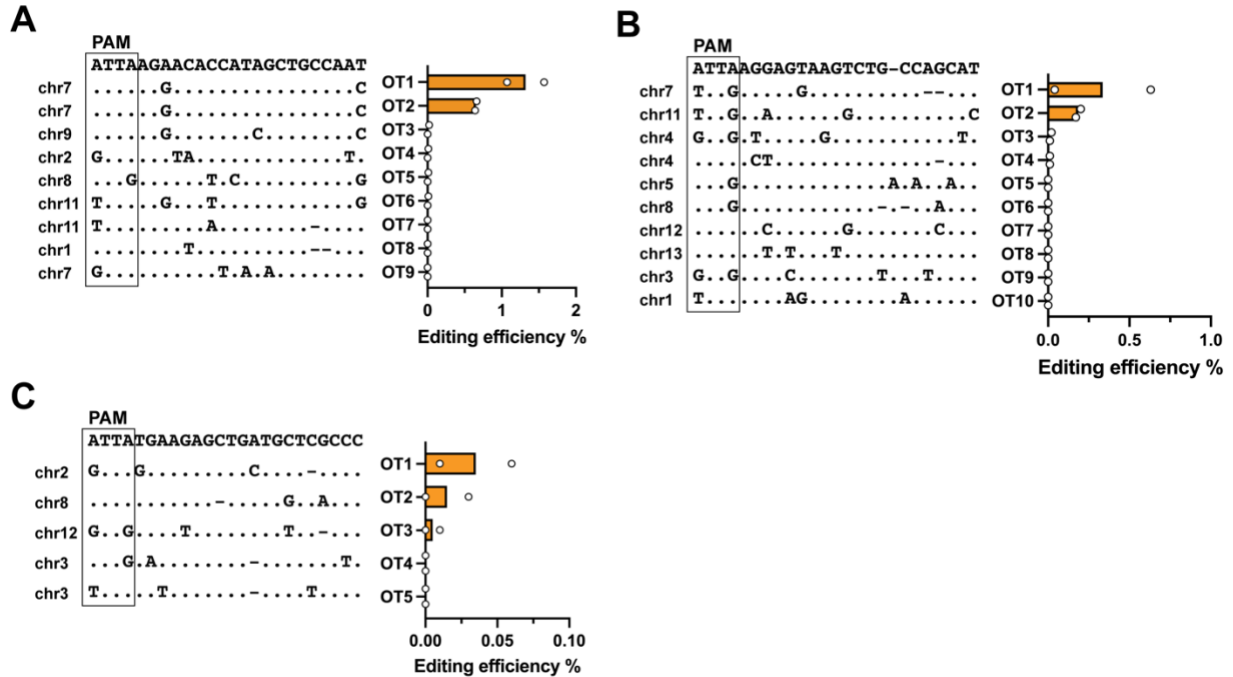 A
PAM
ATTAAGAACACCATAGCTGCCAAT
chr7 ......G................C OT1
chr7 ......G................C OT2
chr9 ......G.......C........C OT3
chr2 G......TA.............T. OT4
chr8 ...G......T.C..........G OT5
chr11 T.....G...T............G OT6
chr11 T.........A........-.... OT7
chr1 ........T..........--... OT8
chr7 G..........T.A.A........ OT9
0 1 2
Editing efficiency %
B
PAM
ATTAAGGAGTAAGTCTG-CCAGCAT
chr7 T..G.....G..........--... OT1
chr11 T..G..A......G..........C OT2
chr4 G..G.T.....G...........T. OT3
chr4 .....CT..............-... OT4
chr5 ...G.............A.A..A.. OT5
chr8 ...G............-.-..A... OT6
chr12 ......C......G.......C... OT7
chr13 ......T.T...T............ OT8
chr3 G..G....C.......T...T.... OT9
chr1 T.......AG........A...... OT10
0.0 0.5 1.0
Editing efficiency %
C
PAM
ATTATGAAGAGCTGATGCTCGCCC
chr2 G...G.........C....-.... OT1
chr8 ...........-.....G..A... OT2
chr12 G..G....T........T..-... OT3
chr3 ...G.A........-.......T. OT4
chr3 T.....T.......-....T.... OT5
0.00 0.05 0.10
Editing efficiency %